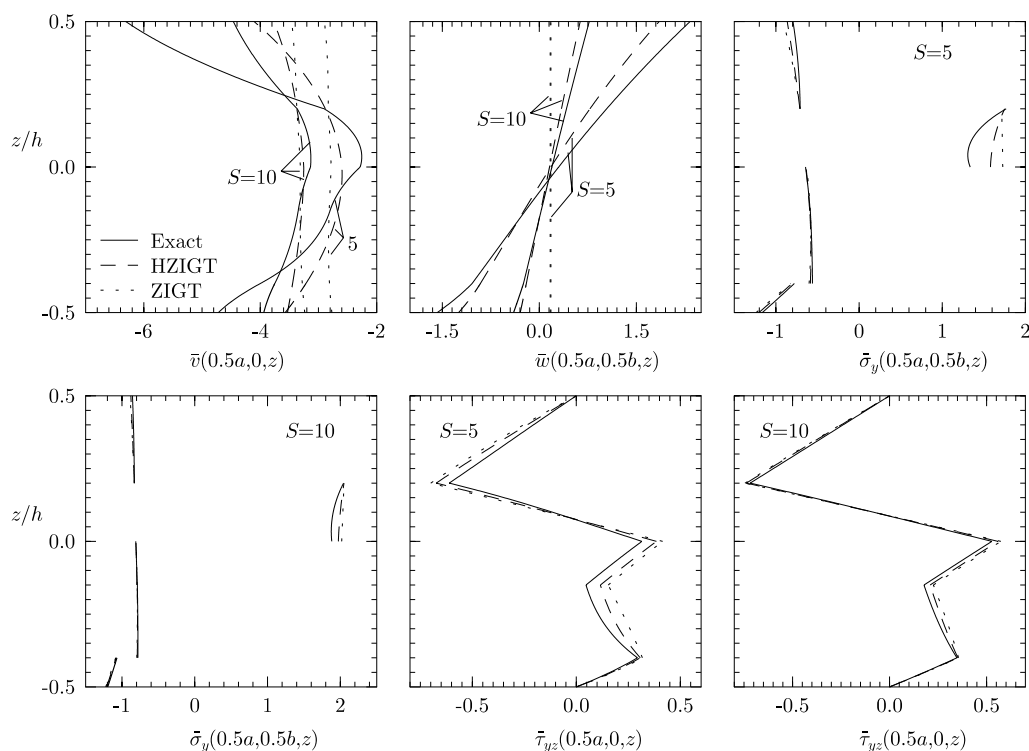 0.5
z/h
0.0
-0.5
S=10
5
Exact
HZIGT
ZIGT
-6
-4
-2
v̄(0.5a,0,z)
S=10
S=5
-1.5
0.0
1.5
w̄(0.5a,0.5b,z)
S=5
-1
0
1
2
σ̄y(0.5a,0.5b,z)
0.5
z/h
0.0
-0.5
S=10
-1
0
1
2
σ̄y(0.5a,0.5b,z)
S=5
-0.5
0.0
0.5
τ̄yz(0.5a,0,z)
S=10
-0.5
0.0
0.5
τ̄yz(0.5a,0,z)